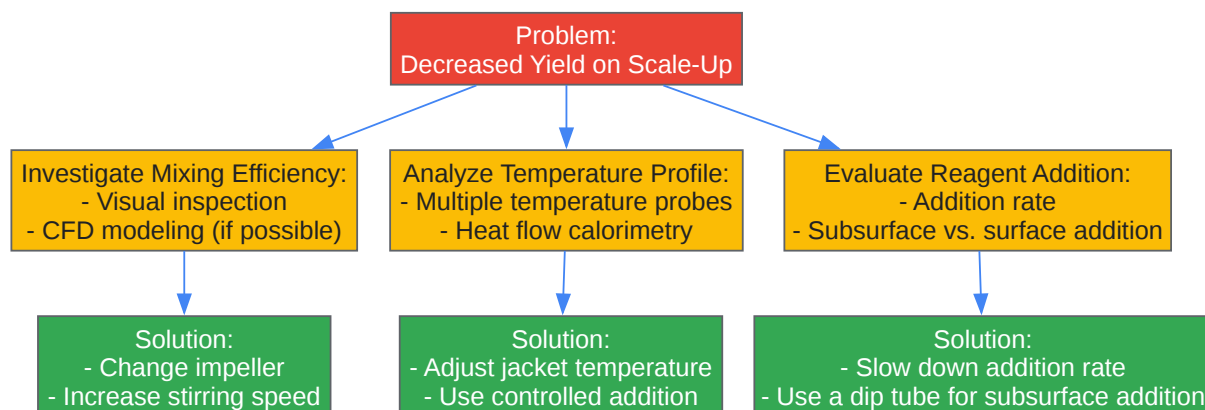 Problem:
Decreased Yield on Scale-Up
Investigate Mixing Efficiency:
- Visual inspection
- CFD modeling (if possible)
Analyze Temperature Profile:
- Multiple temperature probes
- Heat flow calorimetry
Evaluate Reagent Addition:
- Addition rate
- Subsurface vs. surface addition
Solution:
- Change impeller
- Increase stirring speed
Solution:
- Adjust jacket temperature
- Use controlled addition
Solution:
- Slow down addition rate
- Use a dip tube for subsurface addition